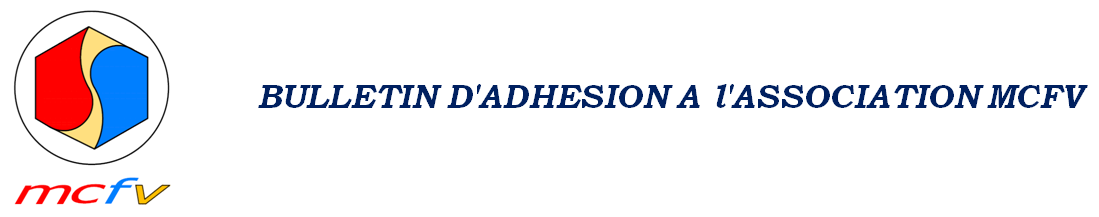 BULLETIN D'ADHESION A l'ASSOCIATION MCFV
mcfv